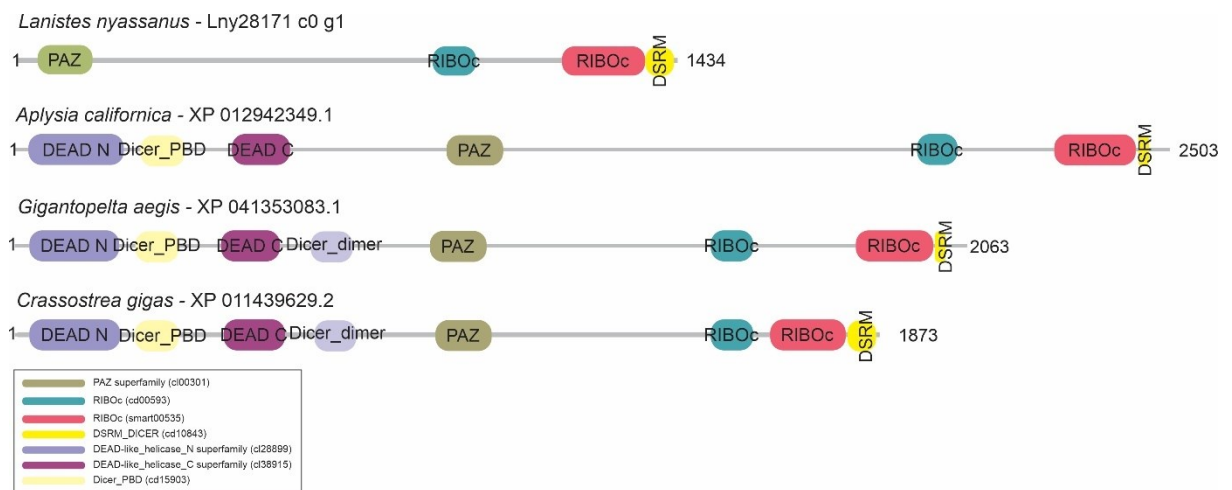 Lanistes nyassanus - Lny28171 c0 g1
1 PAZ RIBOc RIBOc DSRM 1434
Aplysia californica - XP 012942349.1
1 DEAD N Dicer_PBD DEAD C PAZ RIBOc RIBOc DSRM 2503
Gigantopelta aegis - XP 041353083.1
1 DEAD N Dicer_PBD DEAD C Dicer_dimer PAZ RIBOc RIBOc DSRM 2063
Crassostrea gigas - XP 011439629.2
1 DEAD N Dicer_PBD DEAD C Dicer_dimer PAZ RIBOc RIBOc DSRM 1873
PAZ superfamily (cl00301)
RIBOc (cd00593)
RIBOc (smart00535)
DSRM_DICER (cd10843)
DEAD-like_helicase_N superfamily (cl28899)
DEAD-like_helicase_C superfamily (cl38915)
Dicer_PBD (cd15903)